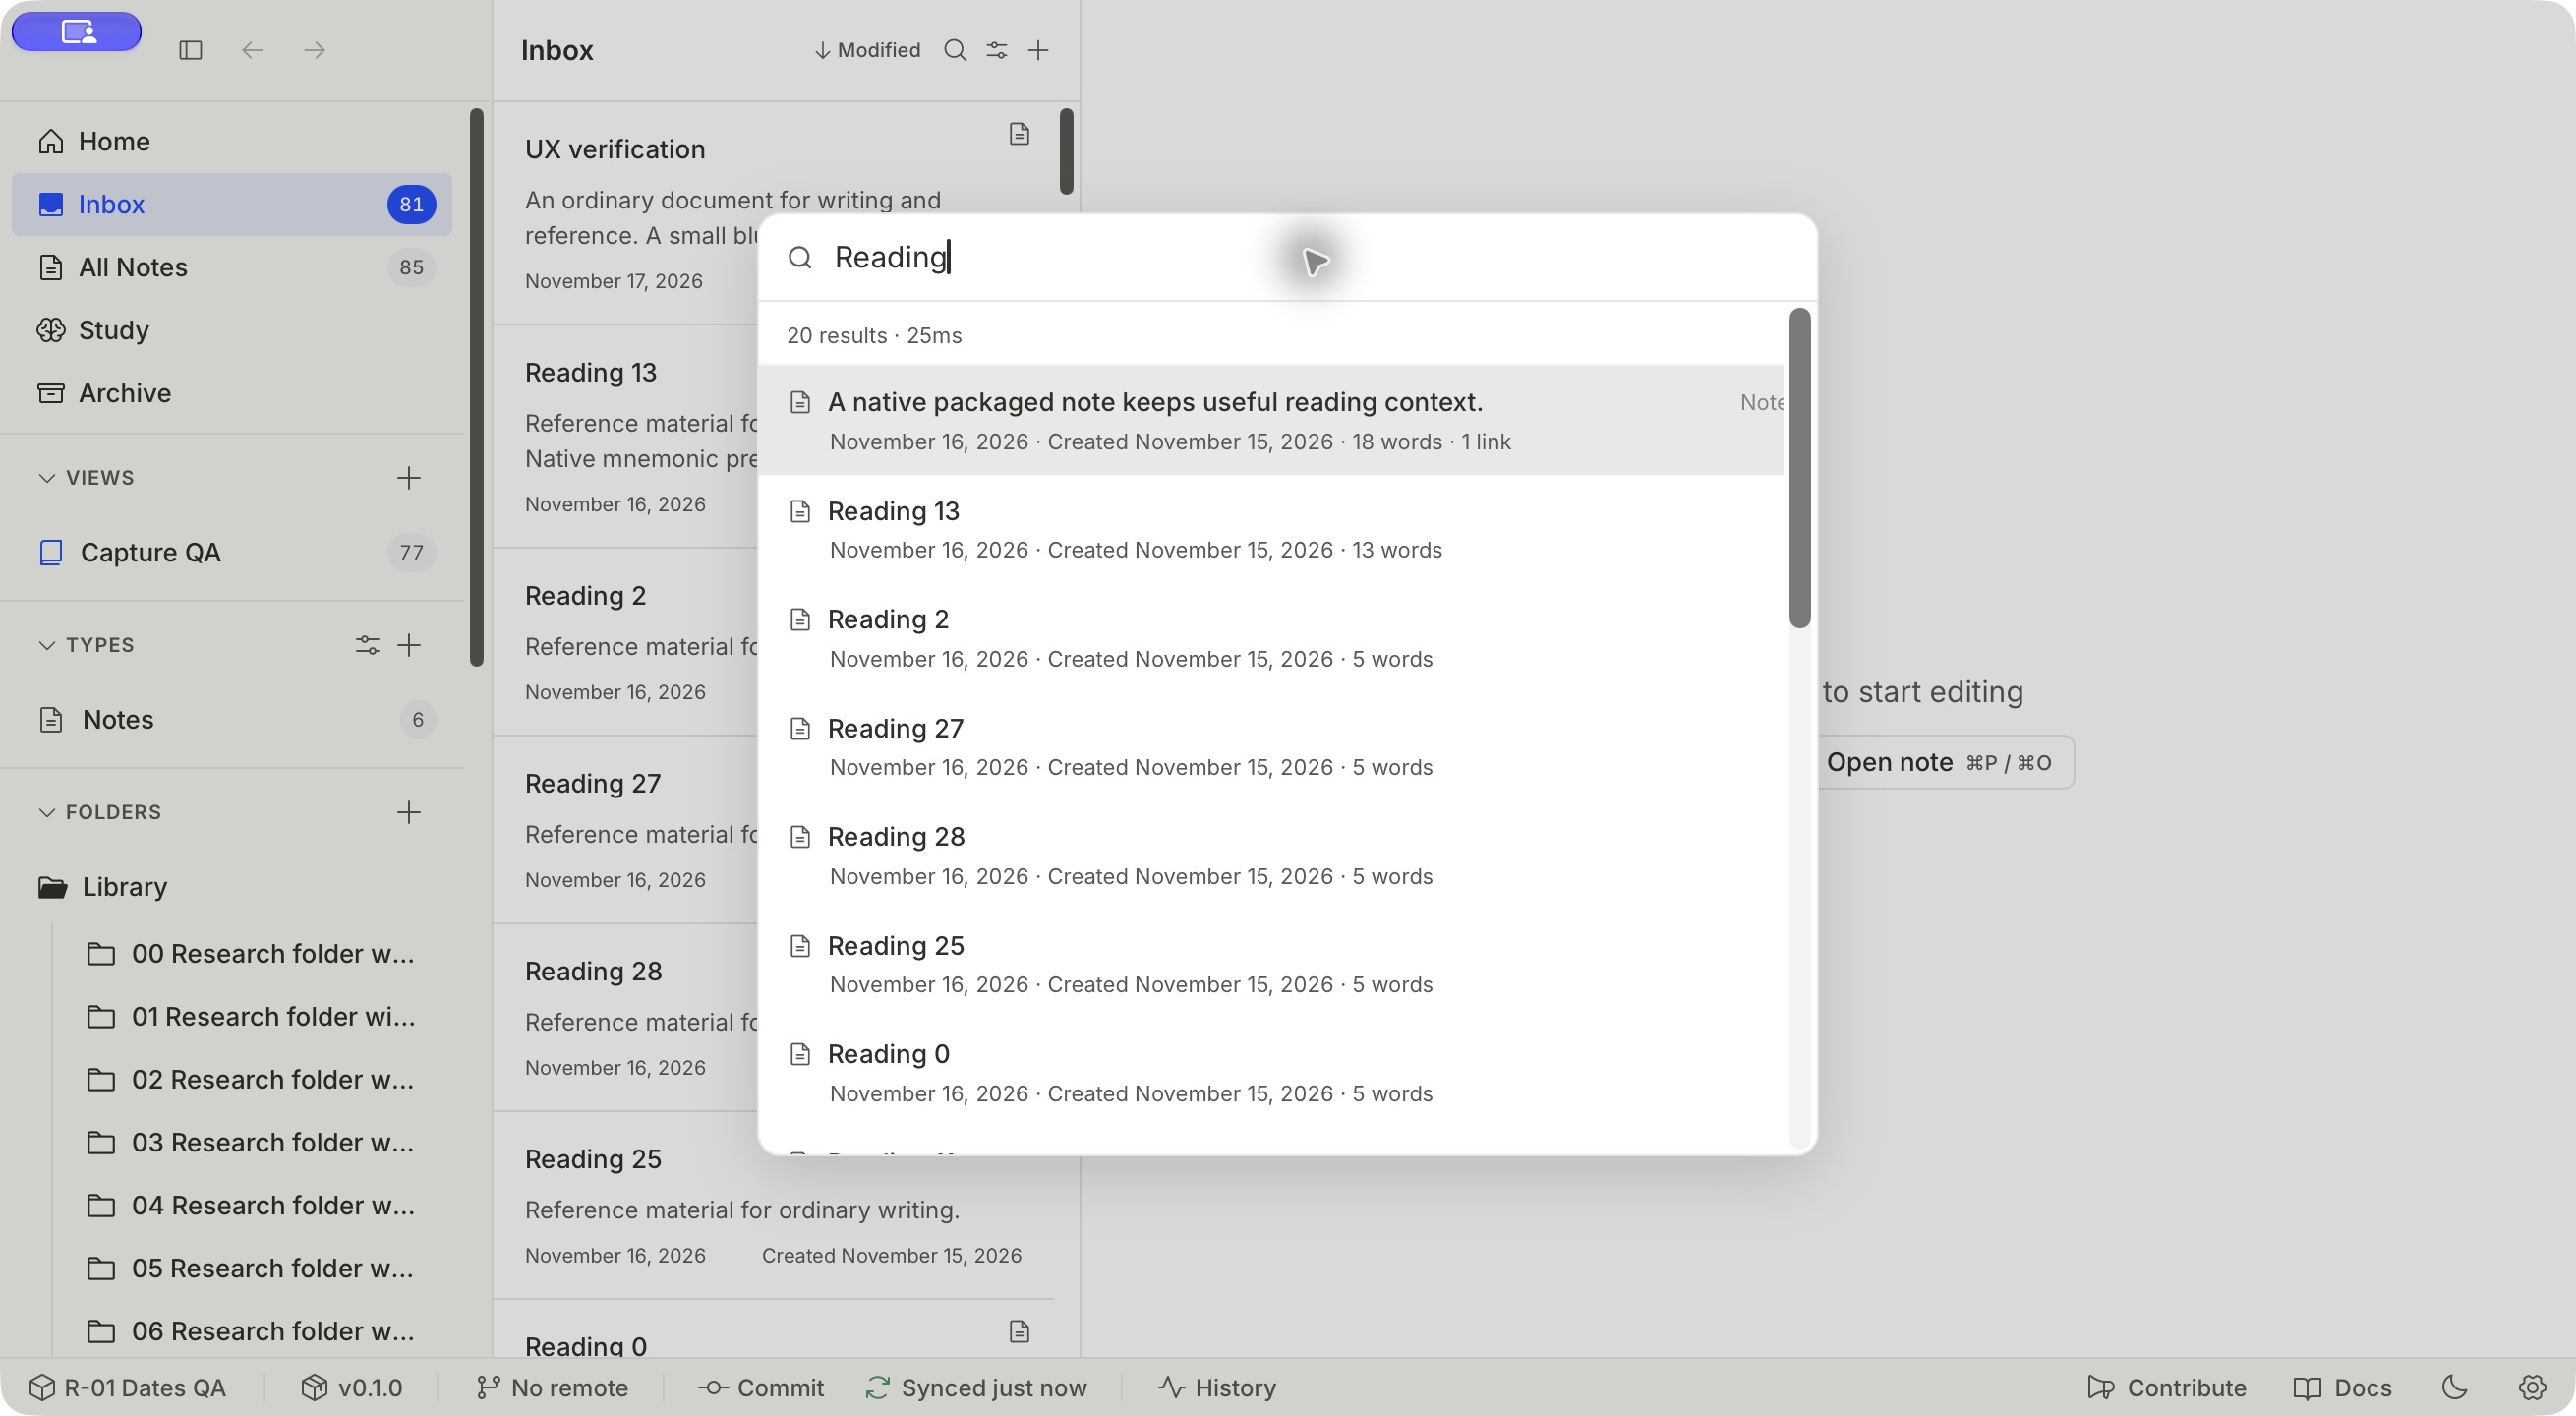 Inbox
Modified
Home
Inbox
81
All Notes
85
Study
Archive
VIEWS
Capture QA
77
TYPES
Notes
6
FOLDERS
Library
00 Research folder w...
01 Research folder wi...
02 Research folder w...
03 Research folder w...
04 Research folder w...
05 Research folder w...
06 Research folder w...
UX verification
An ordinary document for writing and
reference. A small
November 17, 2026
Reading 13
Reference material
Native mnemonic
November 16, 2026
Reading 2
Reference material
November 16, 2026
Reading 27
Reference material
November 16, 2026
Reading 28
Reference material
November 16, 2026
Reading 25
Reference material for ordinary writing.
November 16, 2026 Created November 15, 2026
Reading 0
Reading
20 results · 25ms
A native packaged note keeps useful reading context.
Note
November 16, 2026 · Created November 15, 2026 · 18 words · 1 link
Reading 13
November 16, 2026 · Created November 15, 2026 · 13 words
Reading 2
November 16, 2026 · Created November 15, 2026 · 5 words
Reading 27
November 16, 2026 · Created November 15, 2026 · 5 words
Reading 28
November 16, 2026 · Created November 15, 2026 · 5 words
Reading 25
November 16, 2026 · Created November 15, 2026 · 5 words
Reading 0
November 16, 2026 · Created November 15, 2026 · 5 words
to start editing
Open note ⌘P / ⌘O
R-01 Dates QA
v0.1.0
No remote
Commit
Synced just now
History
Contribute
Docs